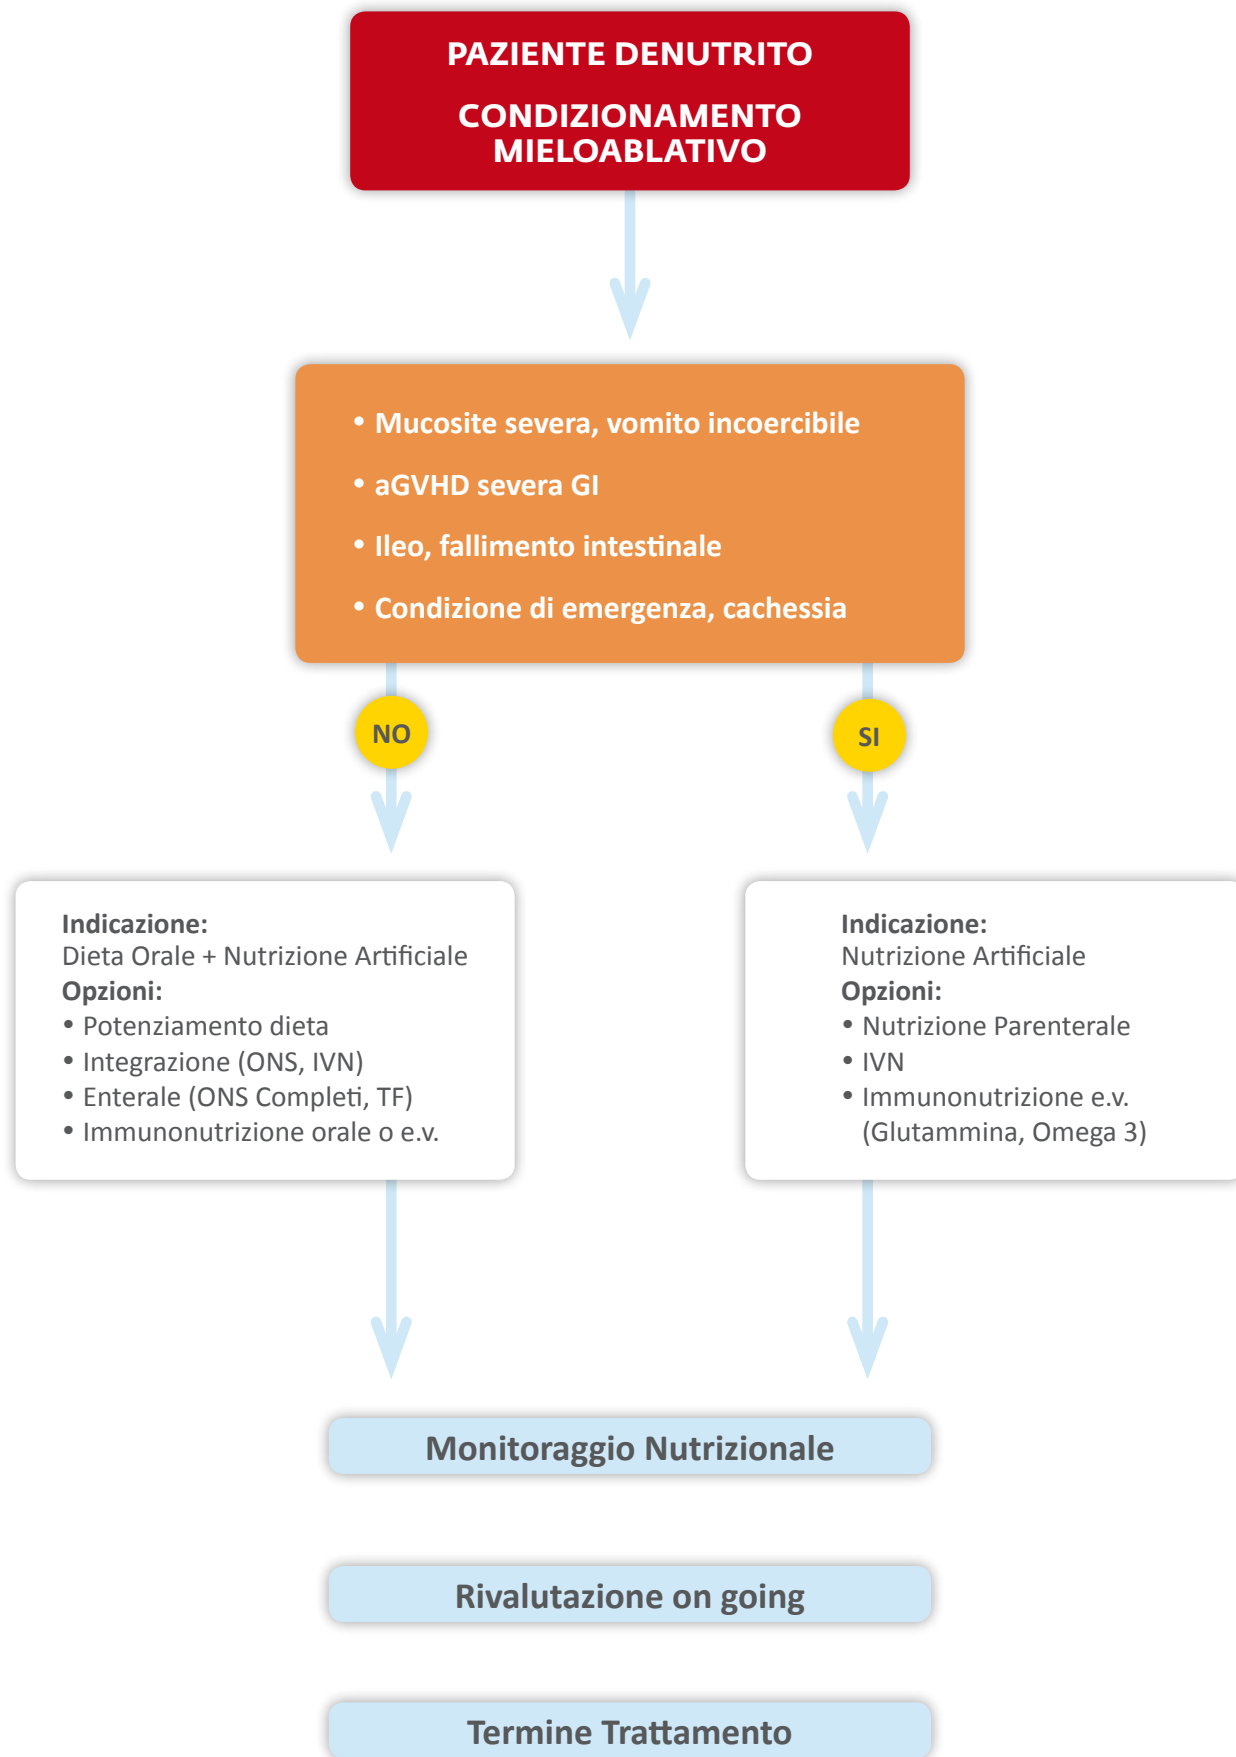 PAZIENTE DENUTRITO
CONDIZIONAMENTO
MIELOABLATIVO
• Mucosite severa, vomito incoercibile
• aGVHD severa GI
• Ileo, fallimento intestinale
• Condizione di emergenza, cachessia
NO
SI
Indicazione:
Dieta Orale + Nutrizione Artificiale
Opzioni:
• Potenziamento dieta
• Integrazione (ONS, IVN)
• Enterale (ONS Completi, TF)
• Immunonutrizione orale o e.v.
Indicazione:
Nutrizione Artificiale
Opzioni:
• Nutrizione Parenterale
• IVN
• Immunonutrizione e.v.
(Glutammina, Omega 3)
Monitoraggio Nutrizionale
Rivalutazione on going
Termine Trattamento